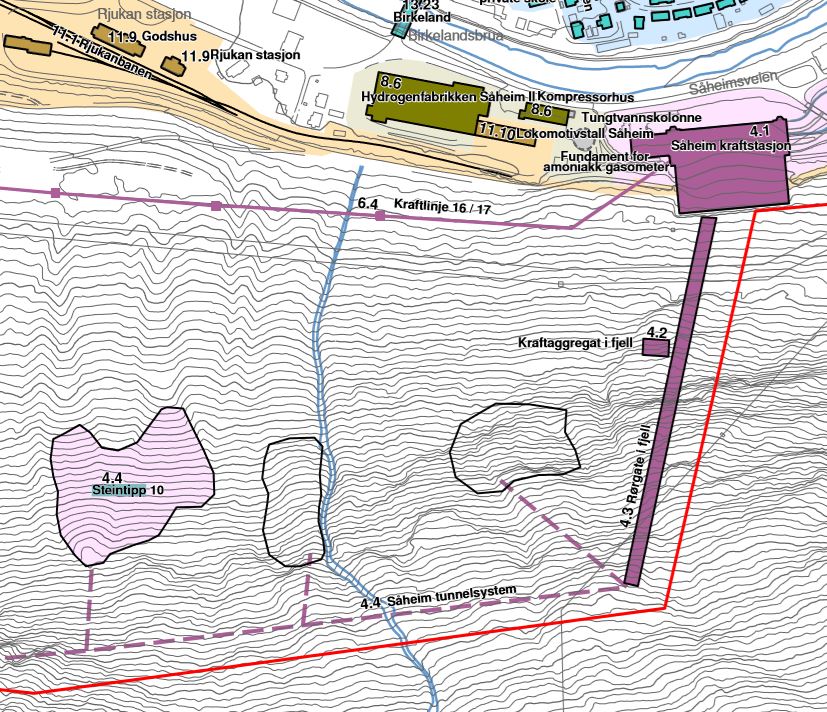 13.23
Birkeland
Birkelandsbrua
private skole
Rjukan stasjon
11.9 Godshus
11.1 Rjukanbanen
11.9 Rjukan stasjon
8.6
Hydrogenfabrikken Såheim II
Kompressorhus
8.6
Såheimsveien
Tungtvannskolonne
11.10 Lokomotivstall Såheim
4.1
Såheim kraftstasjon
Fundament for
amoniakk gasometer
6.4 Kraftlinje 16 / 17
4.2
Kraftaggregat i fjell
4.3 Rørgate i fjell
4.4
Steintipp 10
4.4 Såheim tunnelsystem